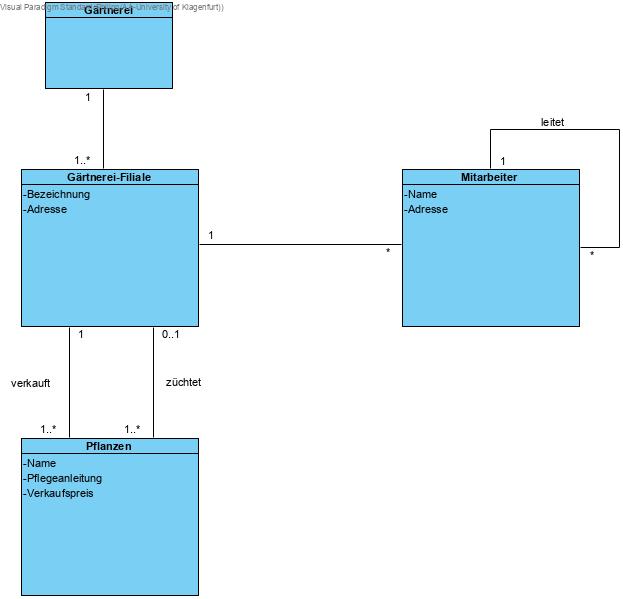 Visual Paradigm Standard University of Klagenfurt))
Gärtnerei
1
1..*
Gärtnerei-Filiale
-Bezeichnung
-Adresse
1
*
leitet
1
Mitarbeiter
-Name
-Adresse
*
1
0..1
verkauft
züchtet
1..*
1..*
Pflanzen
-Name
-Pflegeanleitung
-Verkaufspreis